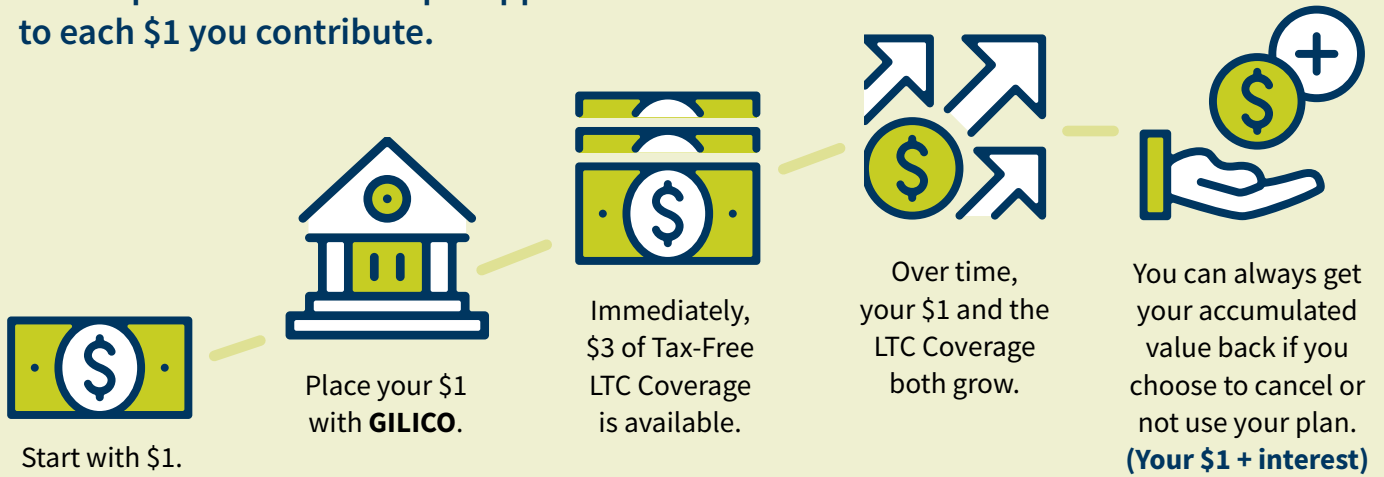 to each $1 you contribute.
Start with $1.
Place your $1
with GILICO.
Immediately,
$3 of Tax-Free
LTC Coverage
is available.
Over time,
your $1 and the
LTC Coverage
both grow.
You can always get
your accumulated
value back if you
choose to cancel or
not use your plan.
(Your $1 + interest)